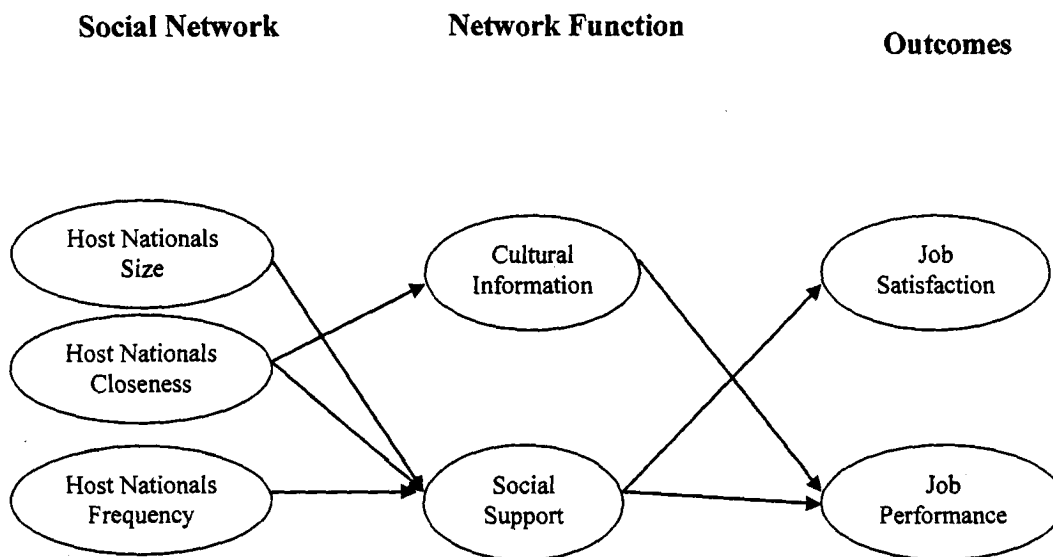 Social Network
Network Function
Outcomes
Host Nationals
Size
Cultural
Information
Job
Satisfaction
Host Nationals
Closeness
Host Nationals
Frequency
Social
Support
Job
Performance